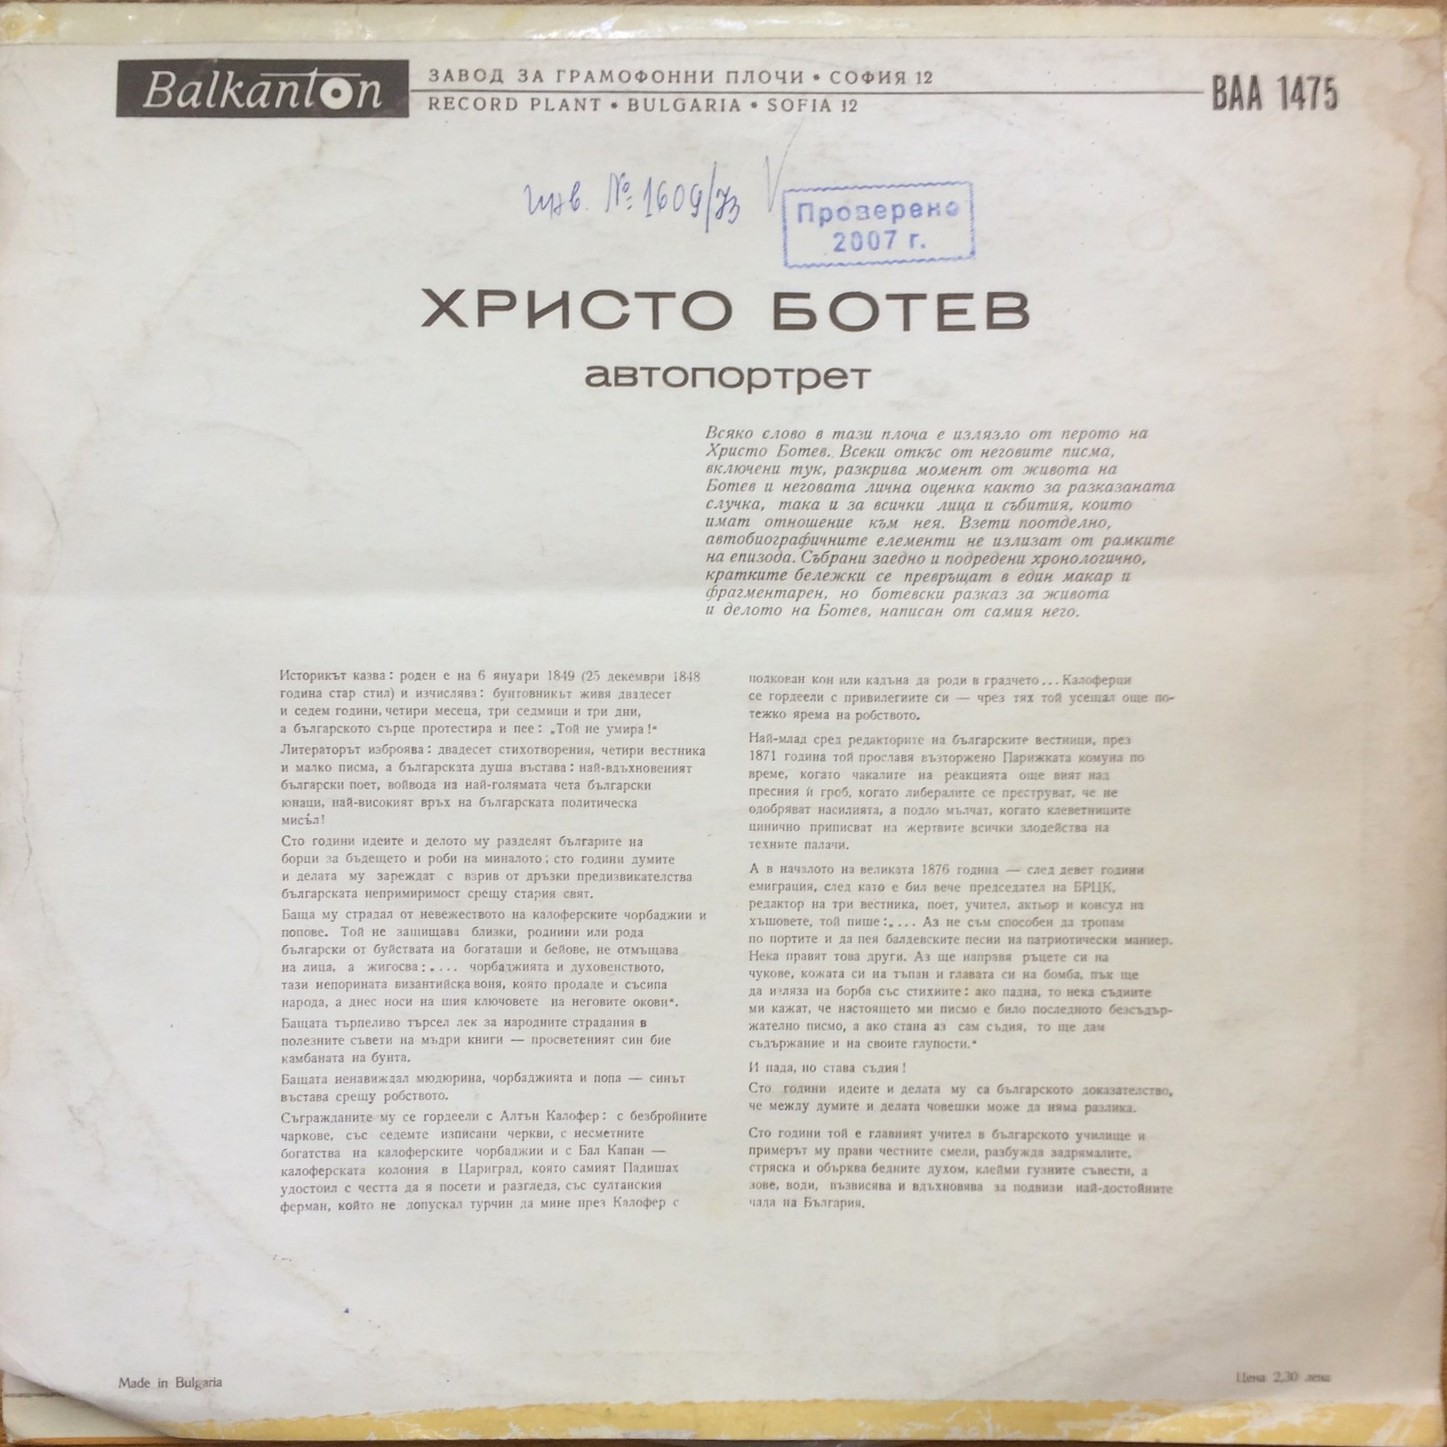 Balkanton
ЗАВОД ЗА ГРАМОФОННИ ПЛОЧИ • СОФИЯ 12
RECORD PLANT • BULGARIA • SOFIA 12
ВАА 1475
инв. №: 1609/73
Проверено
2007 г.
ХРИСТО БОТЕВ
автопортрет
Всяко слово в тази плоча е излязло от перото на
Христо Ботев. Всеки откъс от неговите писма,
включени тук, разкрива момент от живота на
Ботев и неговата лична оценка както за разказаната
случка, така и за всички лица и събития, които
имат отношение към нея. Взети поотделно,
автобиографичните елементи не излизат от рамките
на епизода. Събрани заедно и подредени хронологично,
кратките бележки се превръщат в един макар и
фрагментарен, но ботевски разказ за живота
и делото на Ботев, написан от самия него.
Историкът казва: роден е на 6 януари 1849 (25 декември 1848
година стар стил) и изчислява: бунтовникът живя двадесет
и седем години, четири месеца, три седмици и три дни,
а българското сърце протестира и пее: „Той не умира!“
Литераторът изброява: двадесет стихотворения, четири вестника
и малко писма, а българската душа въстава: най-вдъхновеният
български поет, войвода на най-голямата чета български
юнаци, най-високият връх на българската политическа
мисъл!
Сто години идеите и делото му разделят българите на
борци за бъдещето и роби на миналото; сто години думите
и делата му зареждат с взрив от дръзки предизвикателства
българската непримиримост срещу стария свят.
Баща му страдал от невежеството на калоферските чорбаджии и
попове. Той не защищава близки, роднини или рода
български от буйствата на богаташи и бейове, не отмъщава
на лица, а жигосва: „... чорбаджията и духовенството,
тази непорината византийска воня, която продаде и съсипа
народа, а днес носи на шия ключовете на неговите окови“.
Бащата търпеливо търсел лек за народните страдания в
полезните съвети на мъдри книги — просветеният син бие
камбаната на бунта.
Бащата ненавиждал мюдюрина, чорбаджията и попа — синът
въстава срещу робството.
Съгражданите му се гордеели с Алтън Калофер: с безбройните
чаркове, със седемте изписани черкви, с несметните
богатства на калоферските чорбаджии и с Бал Капан —
калоферската колония в Цариград, която самият Падишах
удостоил с честта да я посети и разгледа, със султанския
ферман, който не допускал турчин да мине през Калофер с
подкован кон или кадъна да роди в градчето... Калоферци
се гордеели с привилегиите си — чрез тях той усещал още по-
тежко ярема на робството.
Най-млад сред редакторите на българските вестници, през
1871 година той прославя възторжено Парижката комуна по
време, когато чакалите на реакцията още вият над
пресния ѝ гроб, когато либералите се преструват, че не
одобряват насилията, а подло мълчат, когато клеветниците
цинично приписват на жертвите всички злодейства на
техните палачи.
А в началото на великата 1876 година — след девет години
емиграция, след като е бил вече председател на БРЦК,
редактор на три вестника, поет, учител, актьор и консул на
хъшовете, той пише: „... Аз не съм способен да тропам
по портите и да пея балдевските песни на патриотически маниер.
Нека правят това други. Аз ще направя ръцете си на
чукове, кожата си на тъпан и главата си на бомба, пък ще
да изляза на борба със стихиите: ако падна, то нека съдиите
ми кажат, че настоящето ми писмо е било последното безсъдър-
жателно писмо, а ако стана аз сам съдия, то ще дам
съдържание и на своите глупости.“
И пада, но става съдия!
Сто години идеите и делата му са българското доказателство,
че между думите и делата човешки може да няма разлика.
Сто години той е главният учител в българското училище и
примерът му прави честните смели, разбужда задрямалите,
стряска и обърква бедните духом, клейми гузните съвести, а
зове, води, възвисява и вдъхновява за подвизи най-достойните
чада на България.
Made in Bulgaria
Цена 2,30 лева